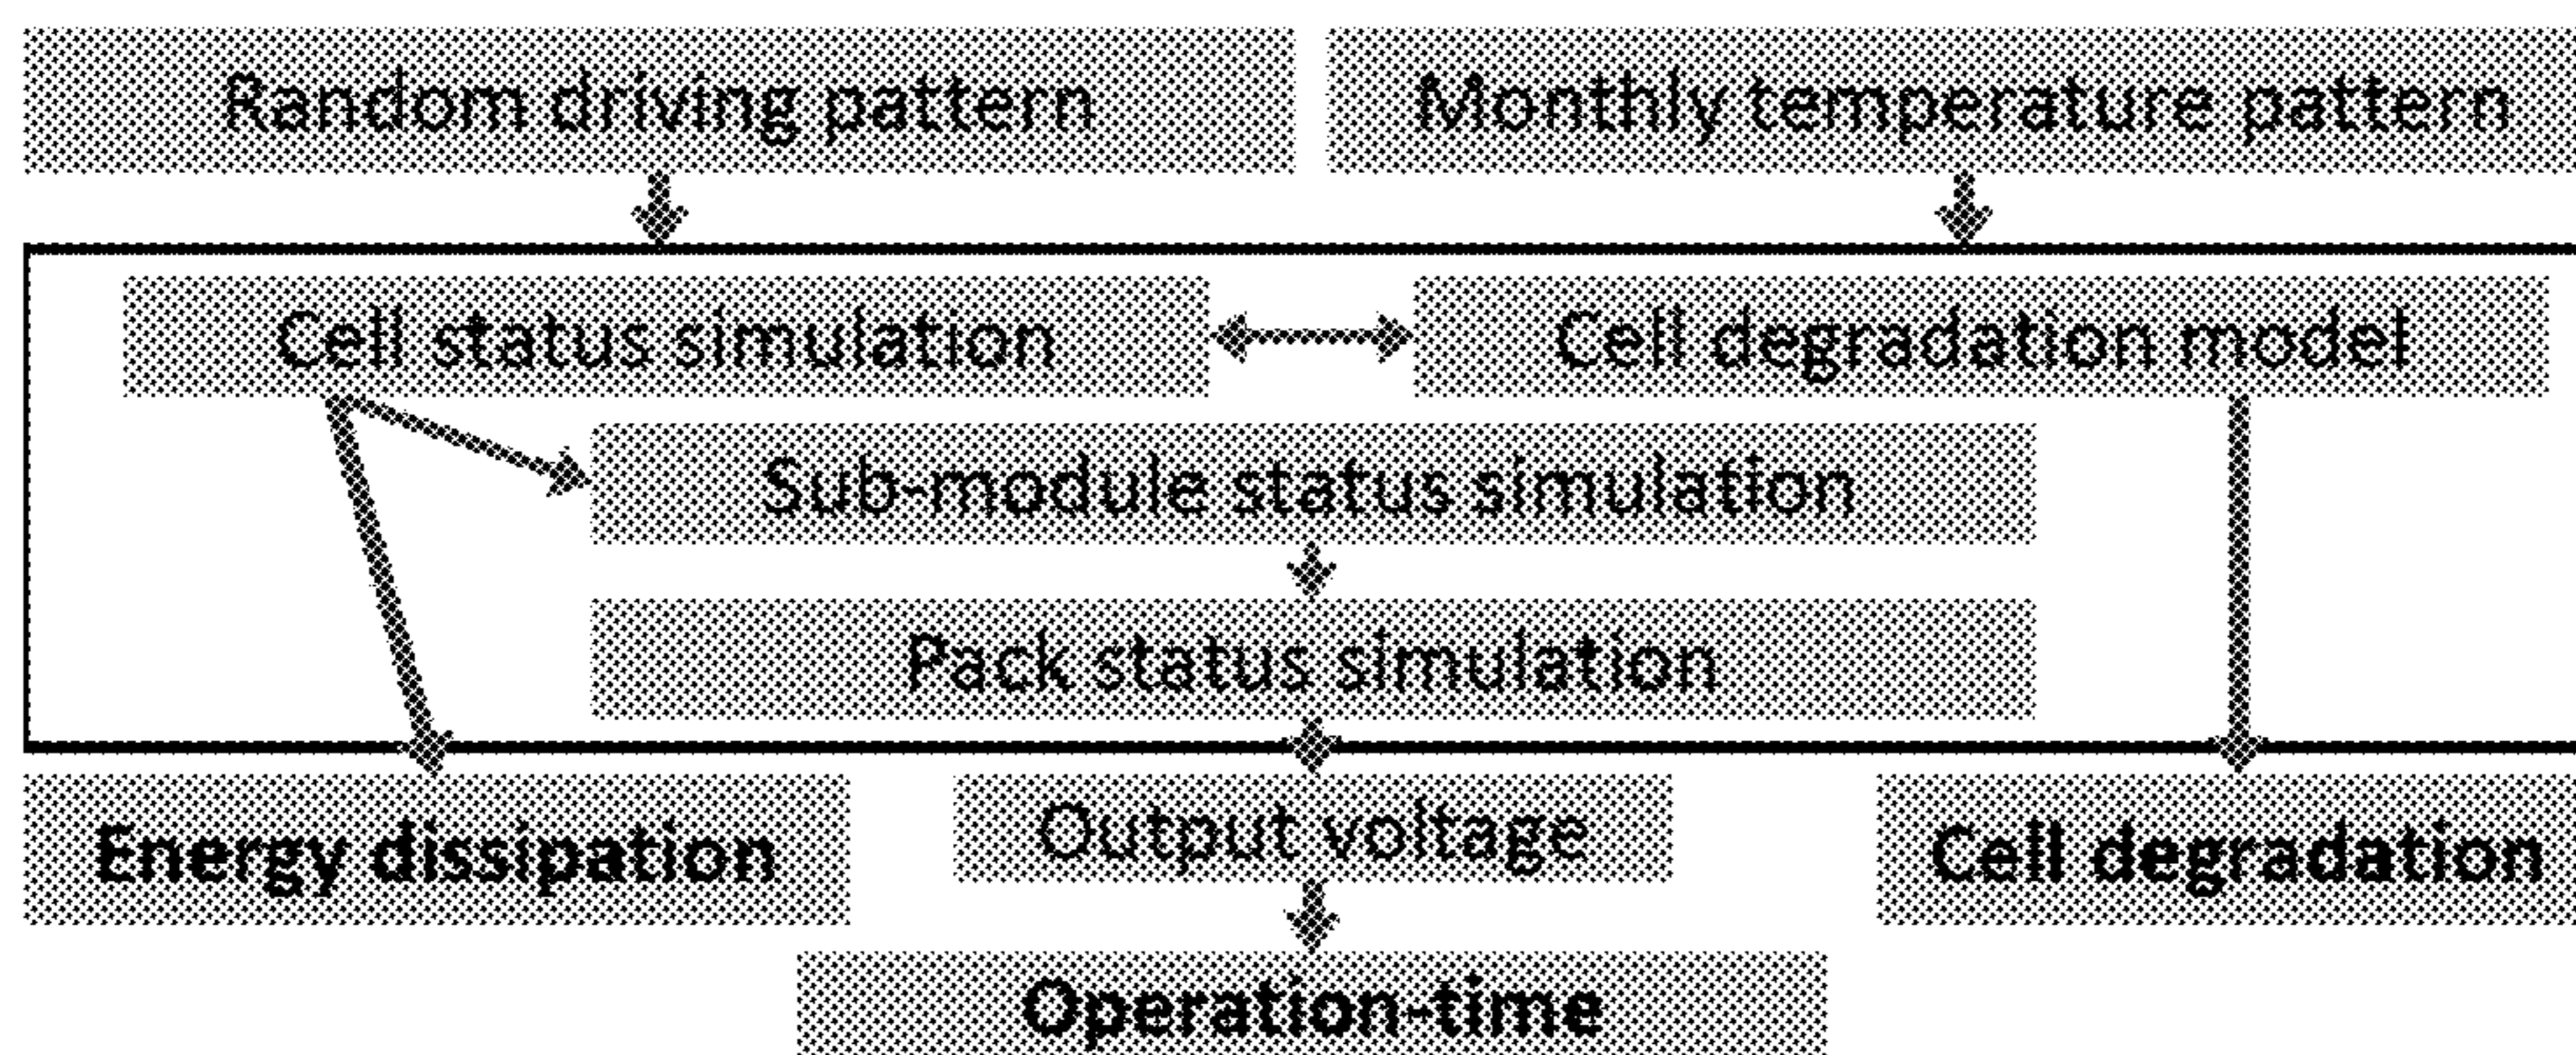 Random driving pattern
Monthly temperature pattern
Cell status simulation
Cell degradation model
Sub-module status simulation
Pack status simulation
Energy dissipation
Output voltage
Cell degradation
Operation-time